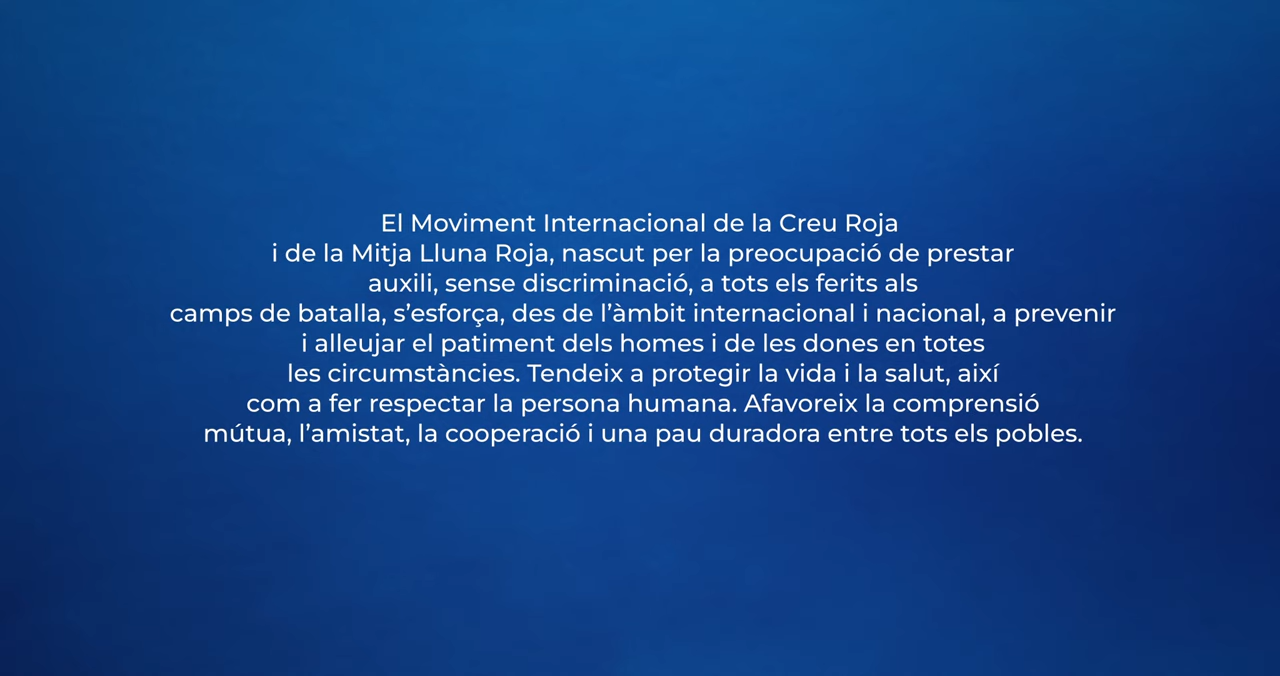 El Moviment Internacional de la Creu Roja
i de la Mitja Lluna Roja, nascut per la preocupació de prestar
auxili, sense discriminació, a tots els ferits als
camps de batalla, s’esforça, des de l’àmbit internacional i nacional, a prevenir
i alleujar el patiment dels homes i de les dones en totes
les circumstàncies. Tendeix a protegir la vida i la salut, així
com a fer respectar la persona humana. Afavoreix la comprensió
mútua, l’amistat, la cooperació i una pau duradora entre tots els pobles.